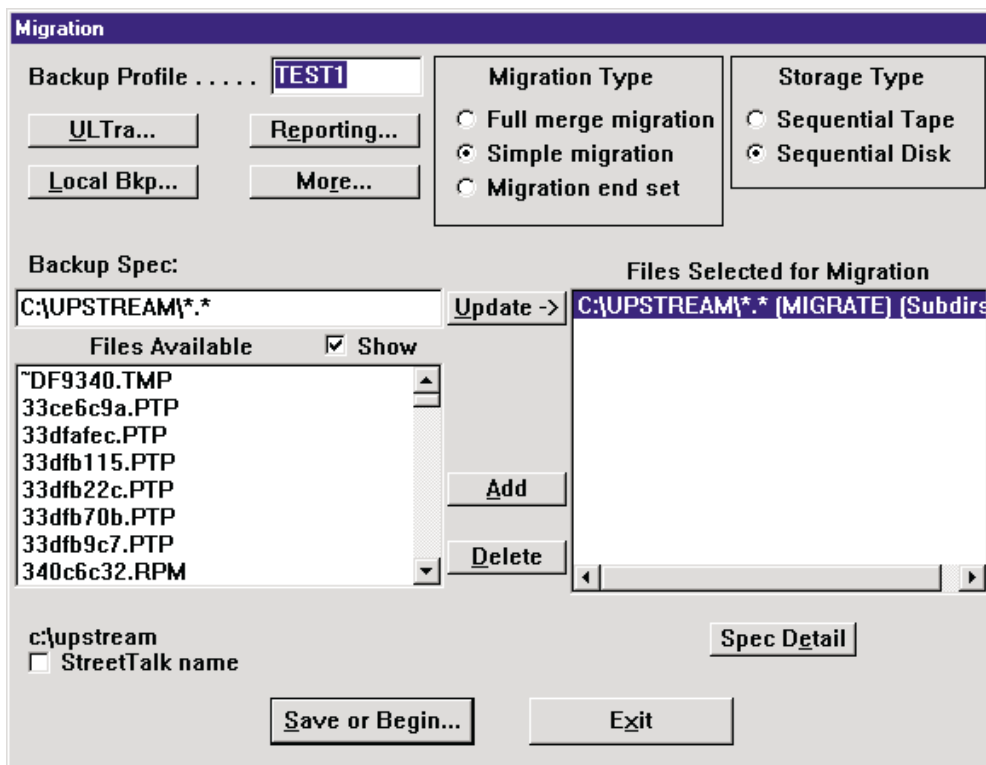 Migration
Backup Profile . . . . . TEST1
ULTra...
Reporting...
Local Bkp...
More...
Migration Type
Full merge migration
Simple migration
Migration end set
Storage Type
Sequential Tape
Sequential Disk
Backup Spec:
C:\UPSTREAM\*.*
Update ->
Files Available
Show
~DF9340.TMP
33ce6c9a.PTP
33dfafec.PTP
33dfb115.PTP
33dfb22c.PTP
33dfb70b.PTP
33dfb9c7.PTP
340c6c32.RPM
Add
Delete
Files Selected for Migration
C:\UPSTREAM\*.* (MIGRATE) (Subdirs
Spec Detail
c:\upstream
StreetTalk name
Save or Begin...
Exit